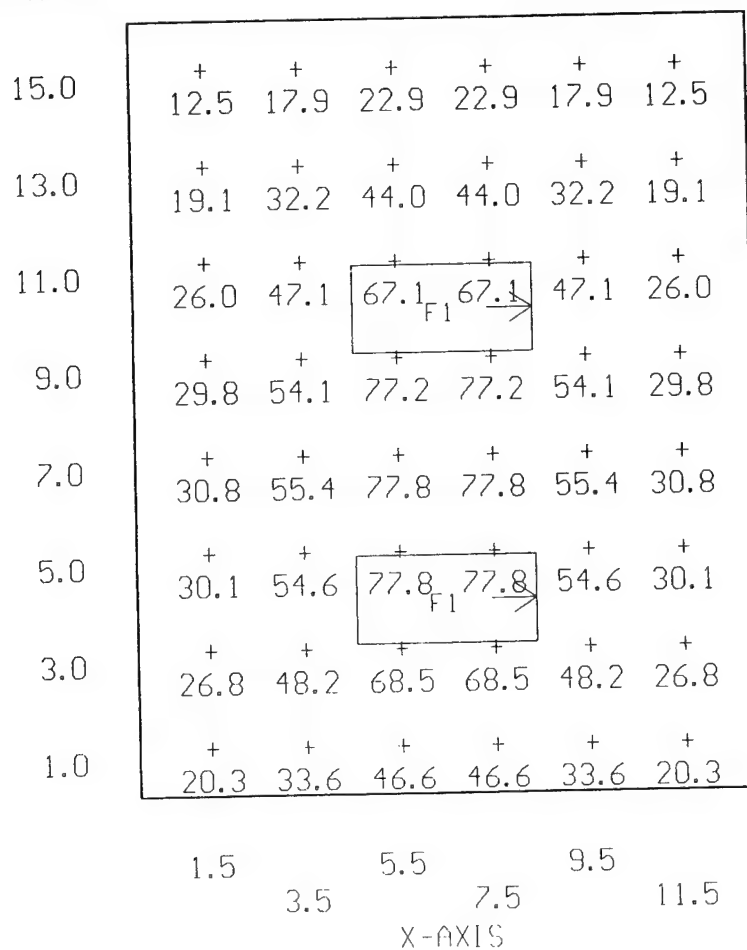 15.0 + + + + + +
12.5 17.9 22.9 22.9 17.9 12.5
13.0 + + + + + +
19.1 32.2 44.0 44.0 32.2 19.1
11.0 + + + + + +
26.0 47.1 67.1 F1 67.1 47.1 26.0
9.0 + + + + + +
29.8 54.1 77.2 77.2 54.1 29.8
7.0 + + + + + +
30.8 55.4 77.8 77.8 55.4 30.8
5.0 + + + + + +
30.1 54.6 77.8 F1 77.8 54.6 30.1
3.0 + + + + + +
26.8 48.2 68.5 68.5 48.2 26.8
1.0 + + + + + +
20.3 33.6 46.6 46.6 33.6 20.3
1.5 5.5 9.5
3.5 7.5 11.5
X-AXIS